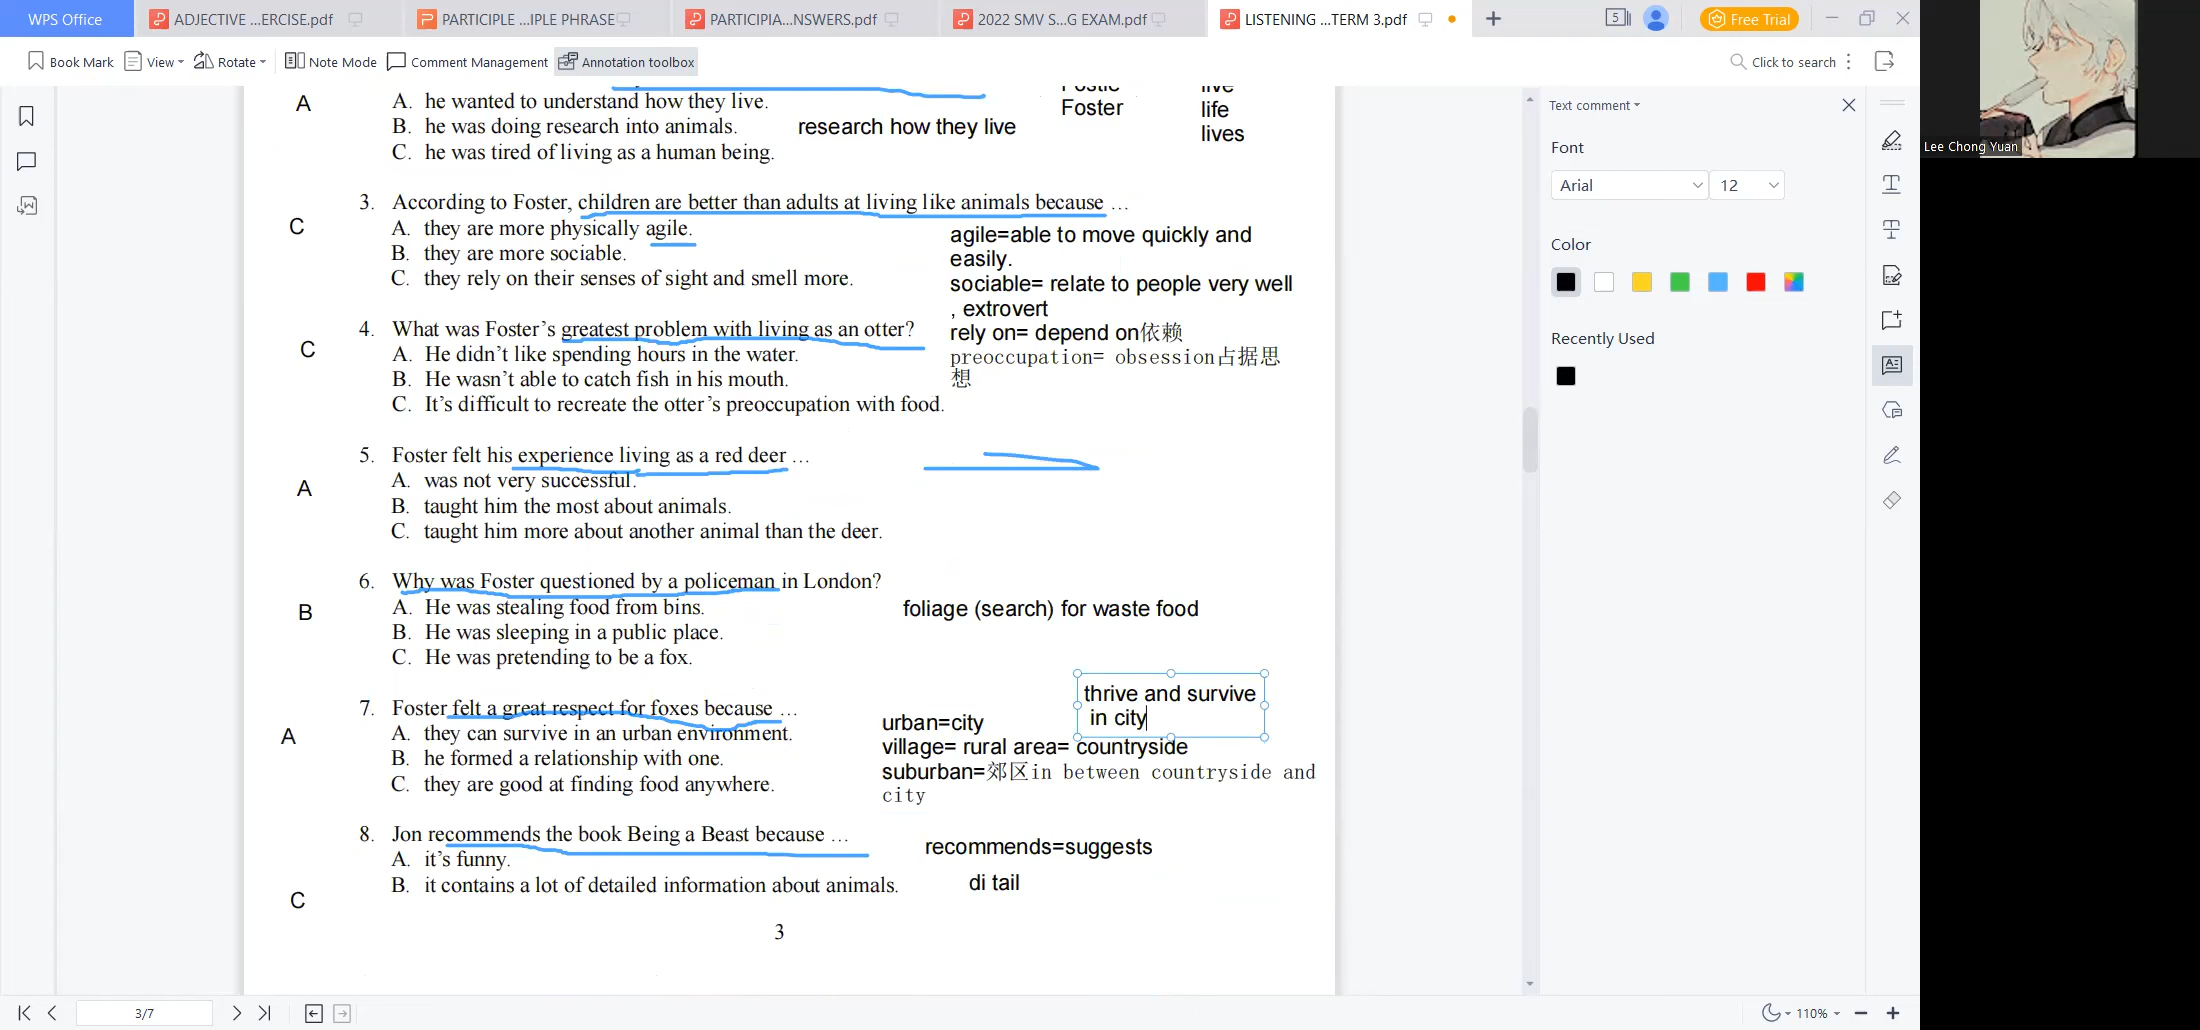 WPS Office
ADJECTIVE ...ERCISE.pdf
PARTICIPLE ...IPLE PHRASE
PARTICIPIA...NSWERS.pdf
2022 SMV S...G EXAM.pdf
LISTENING ...TERM 3.pdf
5
Free Trial
Book Mark
View
Rotate
Note Mode
Comment Management
Annotation toolbox
Click to search
Lee Chong Yuan
Text comment
Font
Arial
12
Color
Recently Used
A
A. he wanted to understand how they live.
B. he was doing research into animals.
C. he was tired of living as a human being.
research how they live
Foster
live
life
lives
3. According to Foster, children are better than adults at living like animals because …
C
A. they are more physically agile.
B. they are more sociable.
C. they rely on their senses of sight and smell more.
agile=able to move quickly and
easily.
sociable= relate to people very well
, extrovert
rely on= depend on依赖
preoccupation= obsession占据思
想
4. What was Foster’s greatest problem with living as an otter?
C
A. He didn’t like spending hours in the water.
B. He wasn’t able to catch fish in his mouth.
C. It’s difficult to recreate the otter’s preoccupation with food.
5. Foster felt his experience living as a red deer …
A
A. was not very successful.
B. taught him the most about animals.
C. taught him more about another animal than the deer.
6. Why was Foster questioned by a policeman in London?
B
A. He was stealing food from bins.
B. He was sleeping in a public place.
C. He was pretending to be a fox.
foliage (search) for waste food
7. Foster felt a great respect for foxes because …
A
A. they can survive in an urban environment.
B. he formed a relationship with one.
C. they are good at finding food anywhere.
thrive and survive
in city
urban=city
village= rural area= countryside
suburban=郊区in between countryside and
city
8. Jon recommends the book Being a Beast because …
A. it’s funny.
B. it contains a lot of detailed information about animals.
C
recommends=suggests
di tail
3
3/7
110%